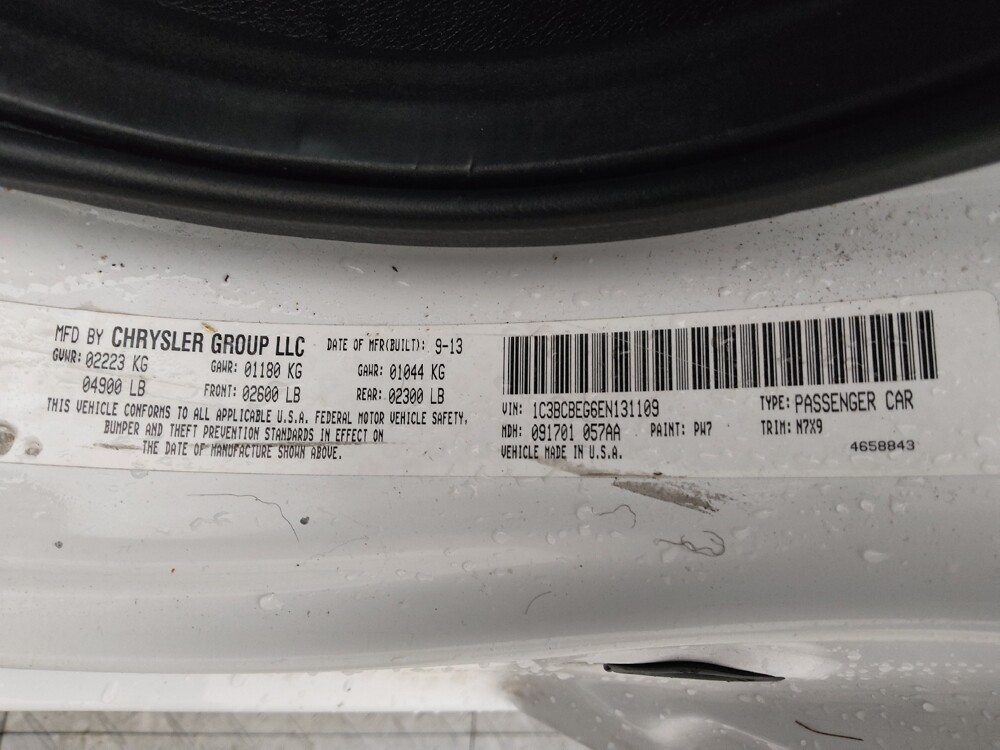 MFD BY CHRYSLER GROUP LLC DATE OF MFR(BUILT): 9-13
GVWR: 02223 KG GAWR: 01180 KG GAWR: 01044 KG
04900 LB FRONT: 02600 LB REAR: 02300 LB
THIS VEHICLE CONFORMS TO ALL APPLICABLE U.S.A. FEDERAL MOTOR VEHICLE SAFETY,
BUMPER AND THEFT PREVENTION STANDARDS IN EFFECT ON
THE DATE OF MANUFACTURE SHOWN ABOVE.
VIN: 1C3BCBEG6EN131109 TYPE: PASSENGER CAR
MDH: 091701 057AA PAINT: PW7 TRIM: N7X9
VEHICLE MADE IN U.S.A. 4658843